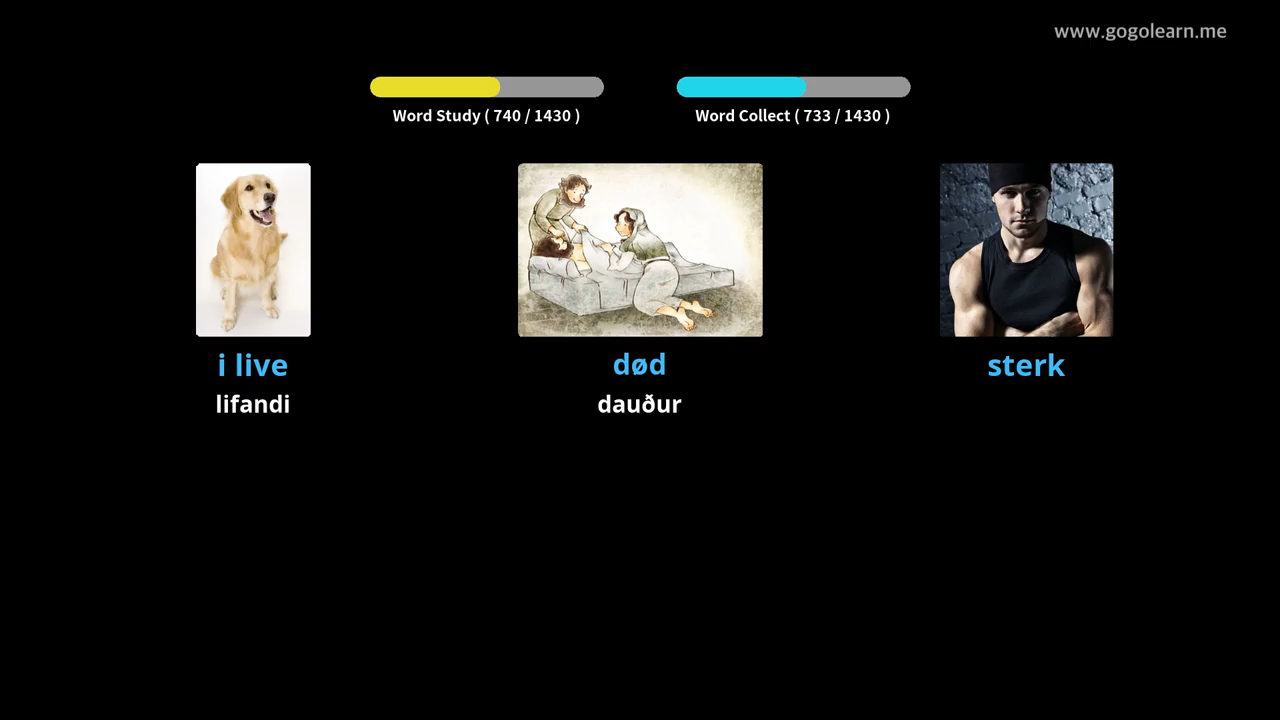 www.gogolearn.me
Word Study ( 740 / 1430 )
Word Collect ( 733 / 1430 )
i live
død
sterk
lifandi
dauður